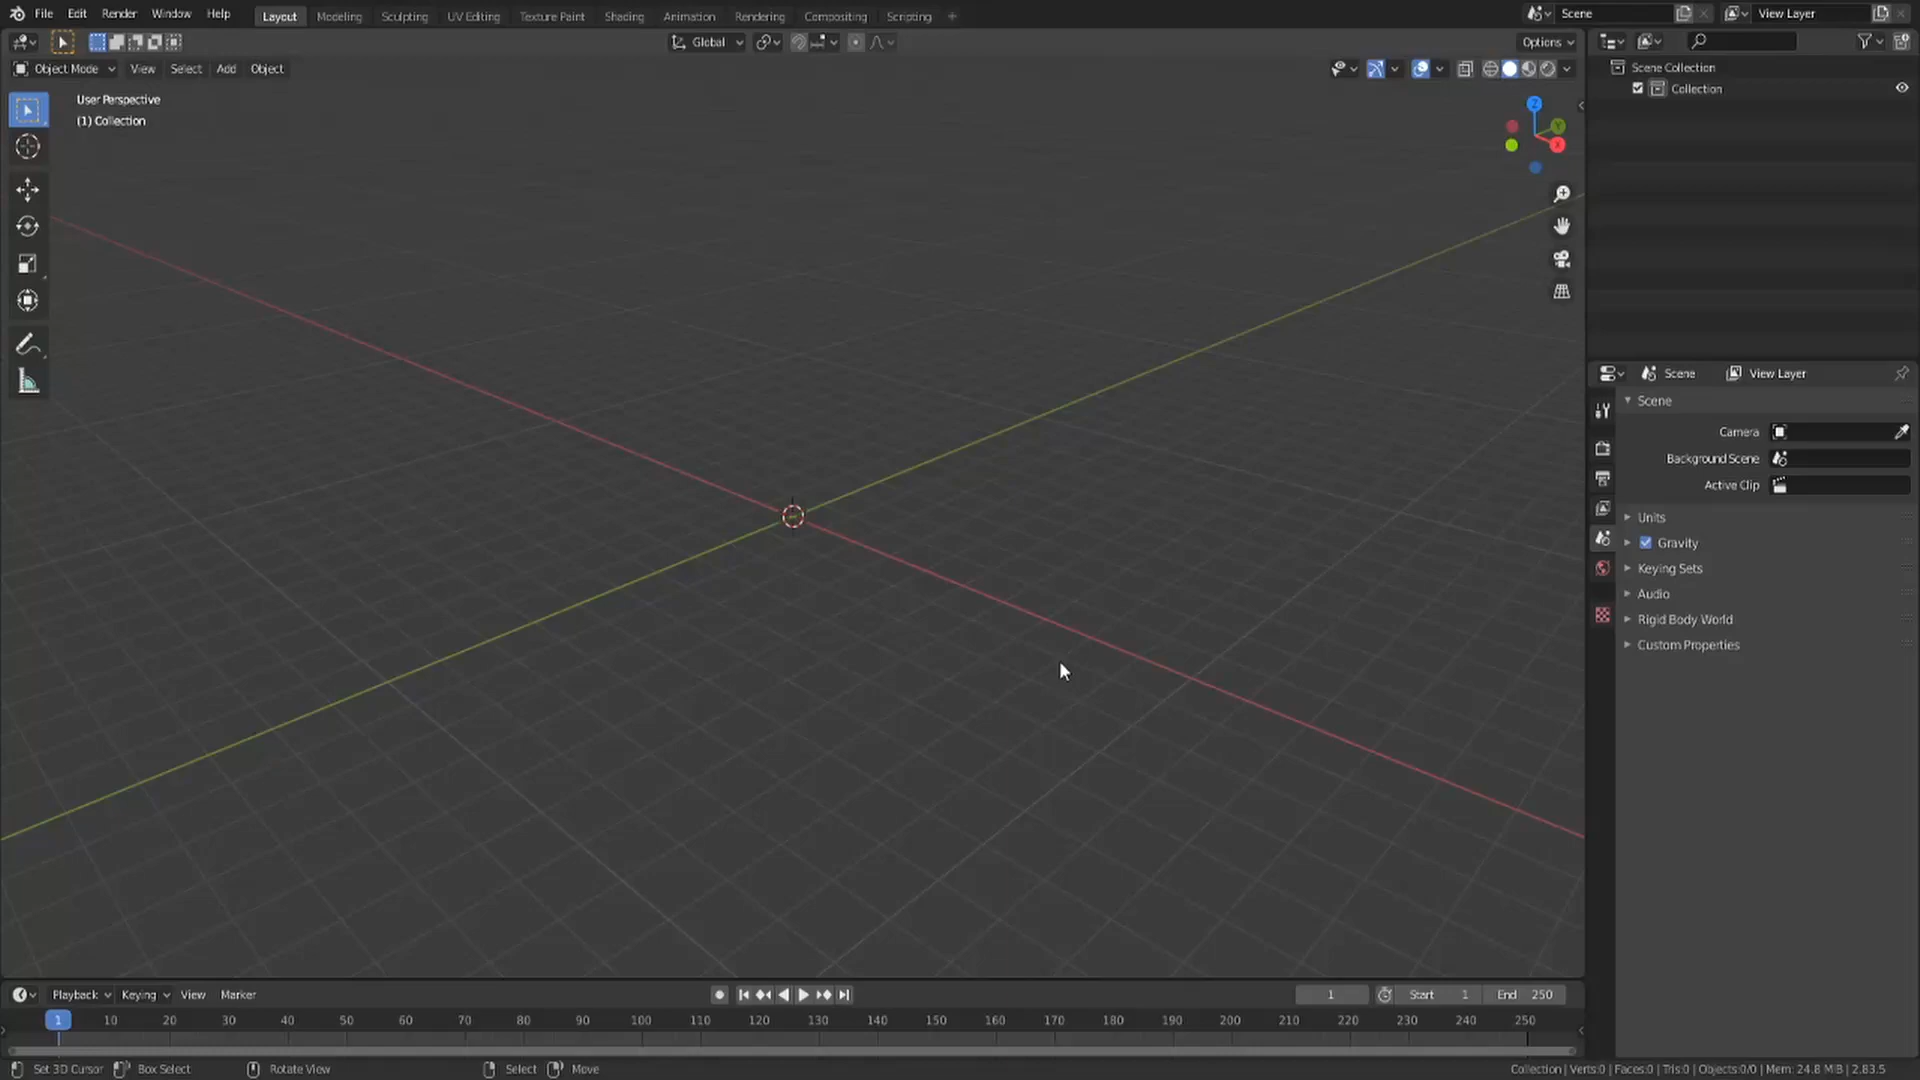 File Edit Render Window Help Layout Modeling Sculpting UV Editing Texture Paint Shading Animation Rendering Compositing Scripting + Scene View Layer
Global Options
Object Mode View Select Add Object
User Perspective
(1) Collection
Z
Y
X
Scene Collection
Collection
Scene View Layer
Scene
Camera
Background Scene
Active Clip
Units
Gravity
Keying Sets
Audio
Rigid Body World
Custom Properties
Playback Keying View Marker 1 Start 1 End 250
1 10 20 30 40 50 60 70 80 90 100 110 120 130 140 150 160 170 180 190 200 210 220 230 240 250
Set 3D Cursor Box Select Rotate View Select Move Collection | Verts:0 | Faces:0 | Tris:0 | Objects:0/0 | Mem: 24.8 MiB | 2.83.5